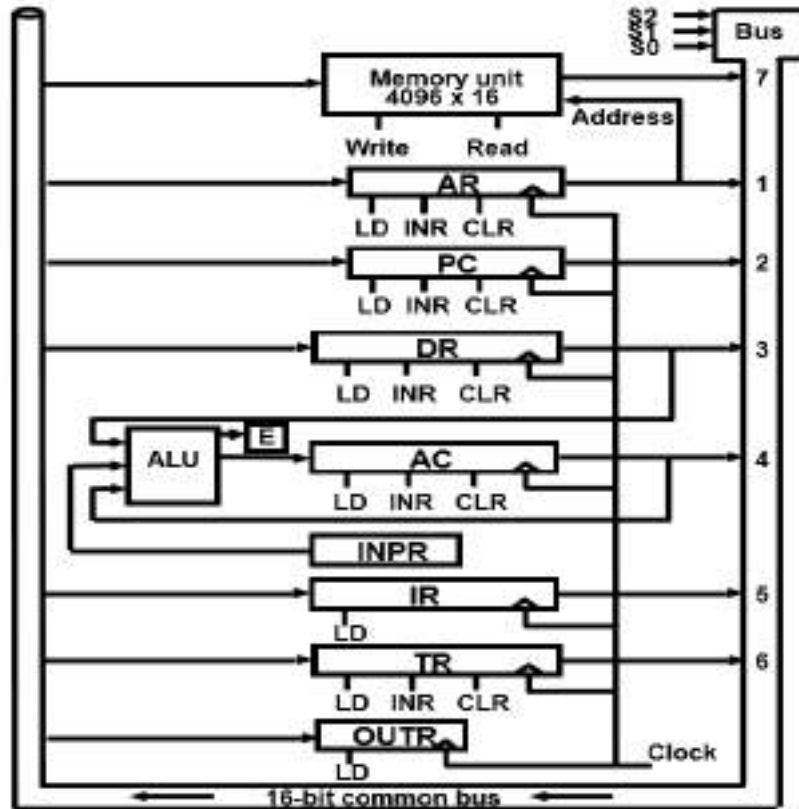 S2
S1
S0
Bus
Memory unit
4096 x 16
7
Address
Write Read
AR
1
LD INR CLR
PC
2
LD INR CLR
DR
3
LD INR CLR
E
ALU
AC
4
LD INR CLR
INPR
IR
5
LD
TR
6
LD INR CLR
OUTR
Clock
LD
16-bit common bus